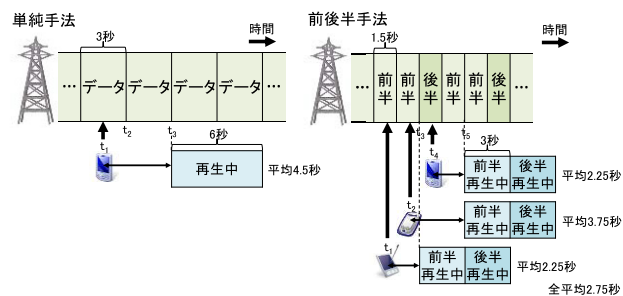 単純手法
3秒
時間
… データ データ データ データ …
t1
t2
t3
6秒
再生中
平均4.5秒
前後半手法
1.5秒
時間
… 前半 前半 後半 前半 前半 後半 …
t3
t5
t4
3秒
前半再生中 後半再生中
平均2.25秒
t2
前半再生中 後半再生中
平均3.75秒
t1
前半再生中 後半再生中
平均2.25秒
全平均2.75秒